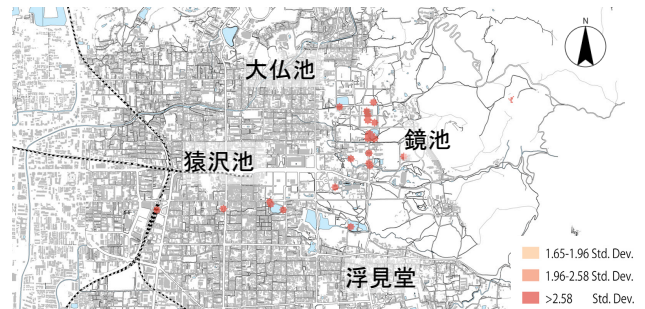 N
大仏池
鏡池
猿沢池
浮見堂
1.65-1.96 Std. Dev.
1.96-2.58 Std. Dev.
>2.58 Std. Dev.